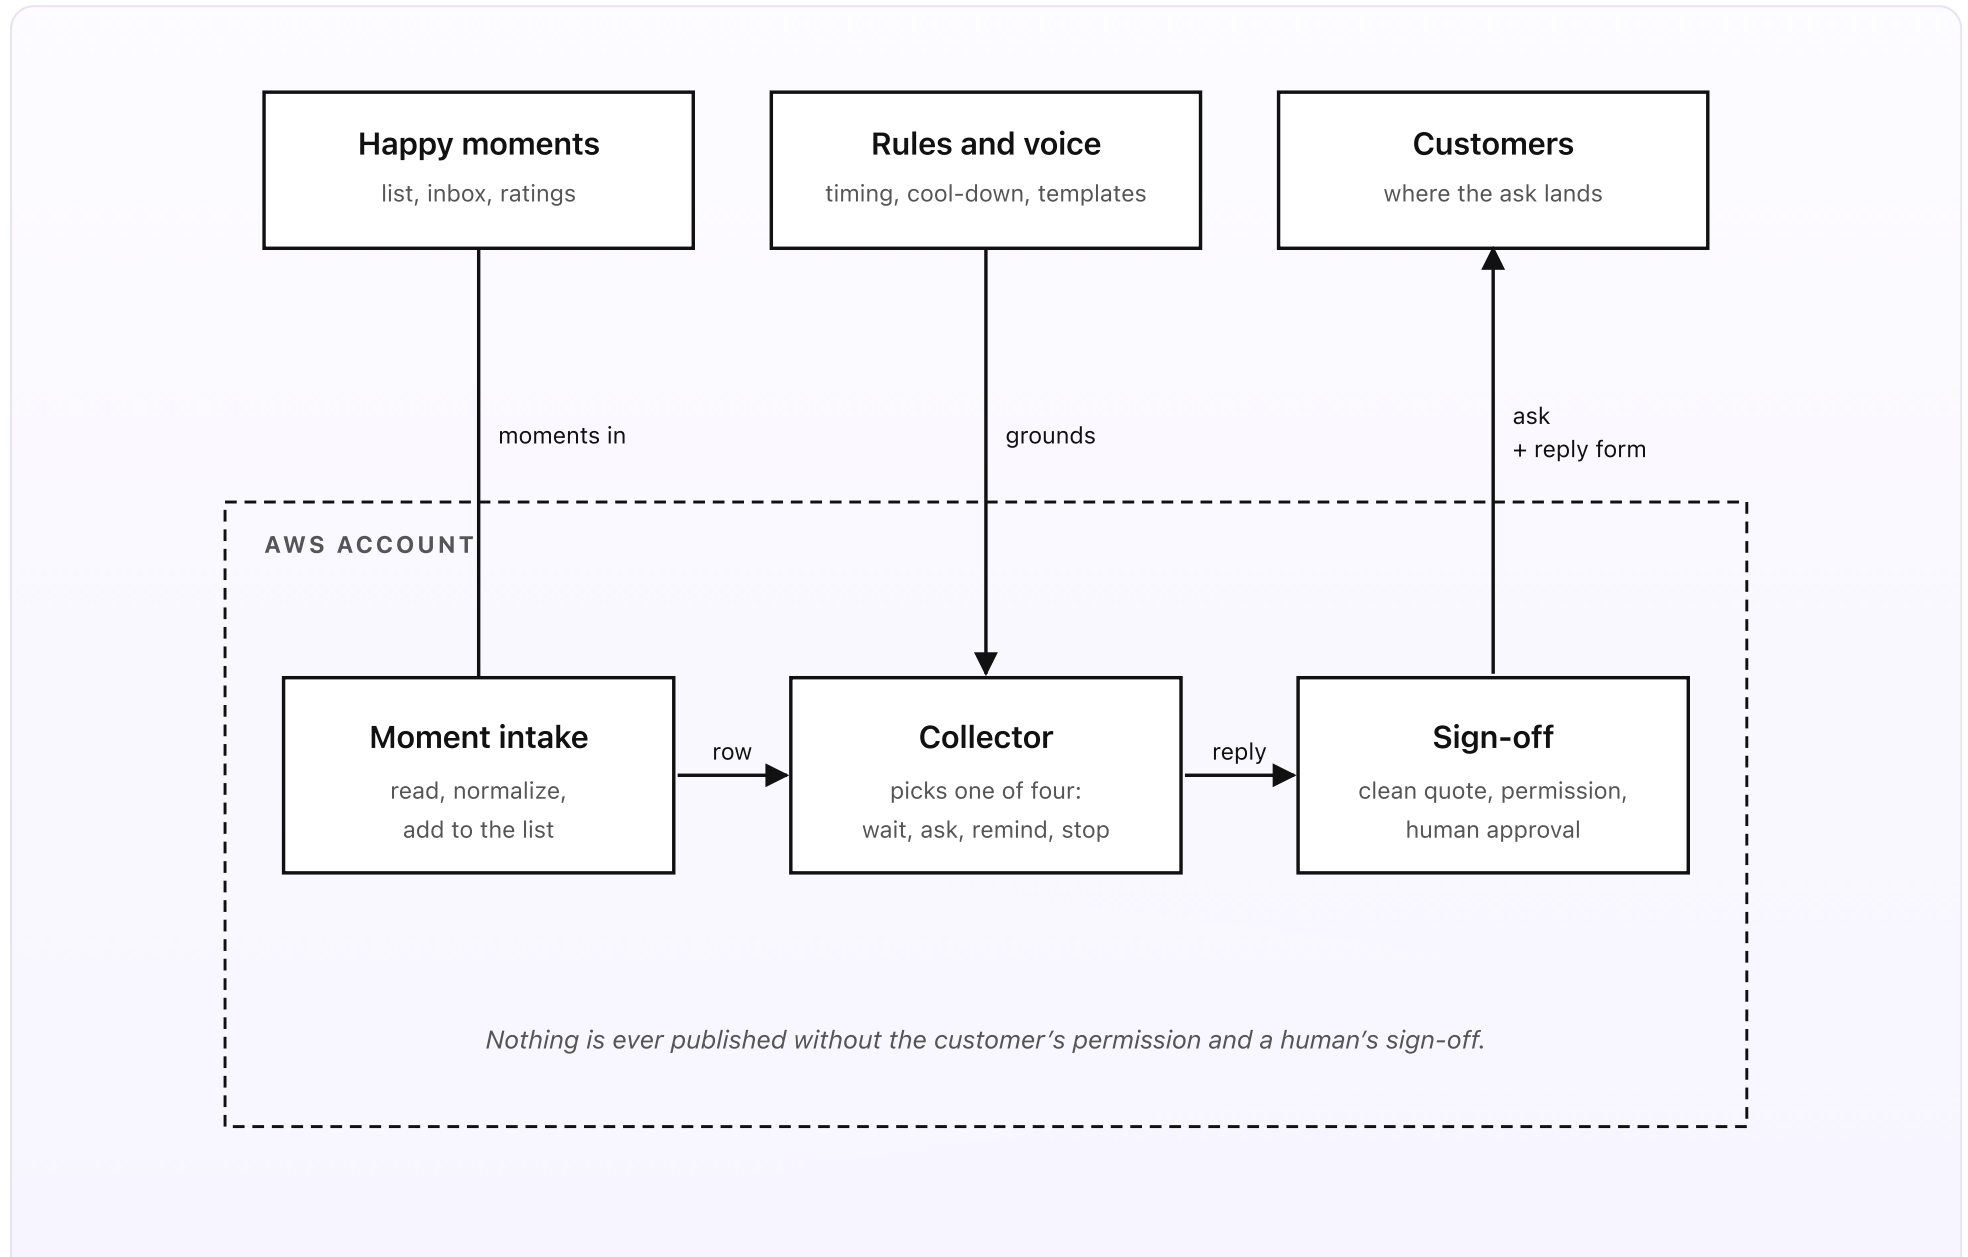 Happy moments
list, inbox, ratings
Rules and voice
timing, cool-down, templates
Customers
where the ask lands
moments in
grounds
ask
+ reply form
AWS ACCOUNT
Moment intake
read, normalize,
add to the list
row
Collector
picks one of four:
wait, ask, remind, stop
reply
Sign-off
clean quote, permission,
human approval
Nothing is ever published without the customer’s permission and a human’s sign-off.